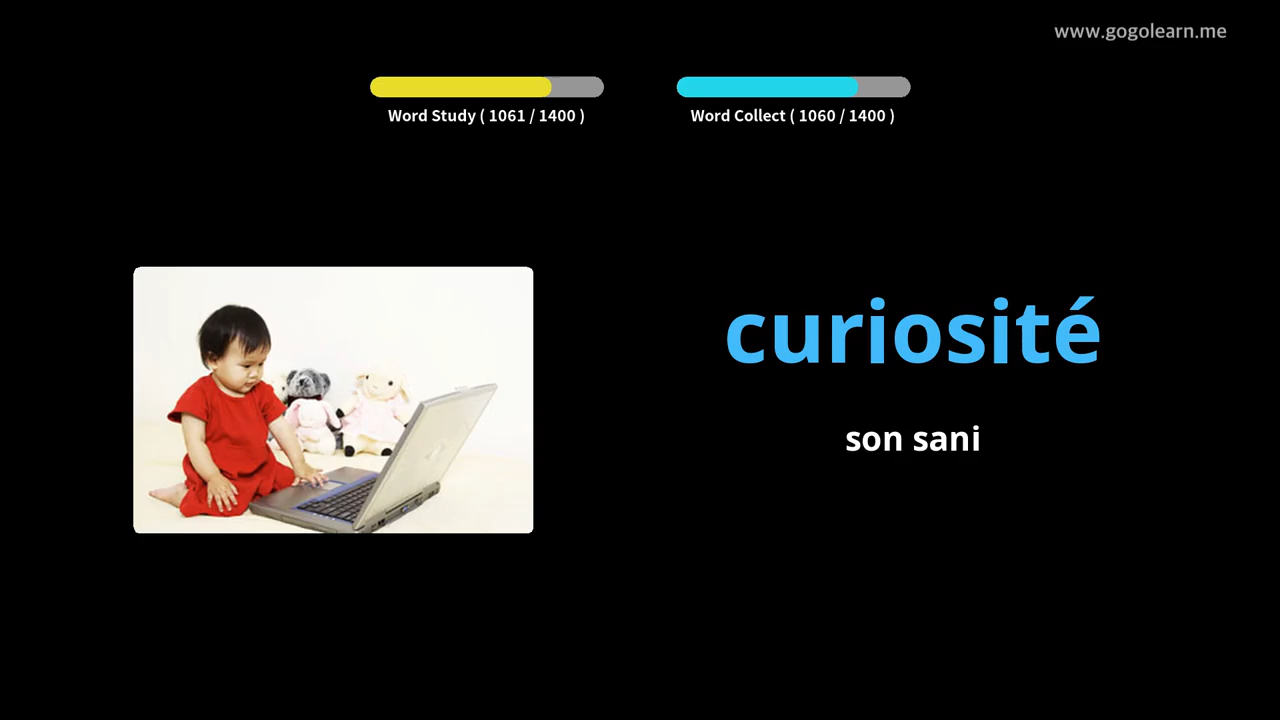 www.gogolearn.me
Word Study ( 1061 / 1400 )
Word Collect ( 1060 / 1400 )
curiosité
son sani